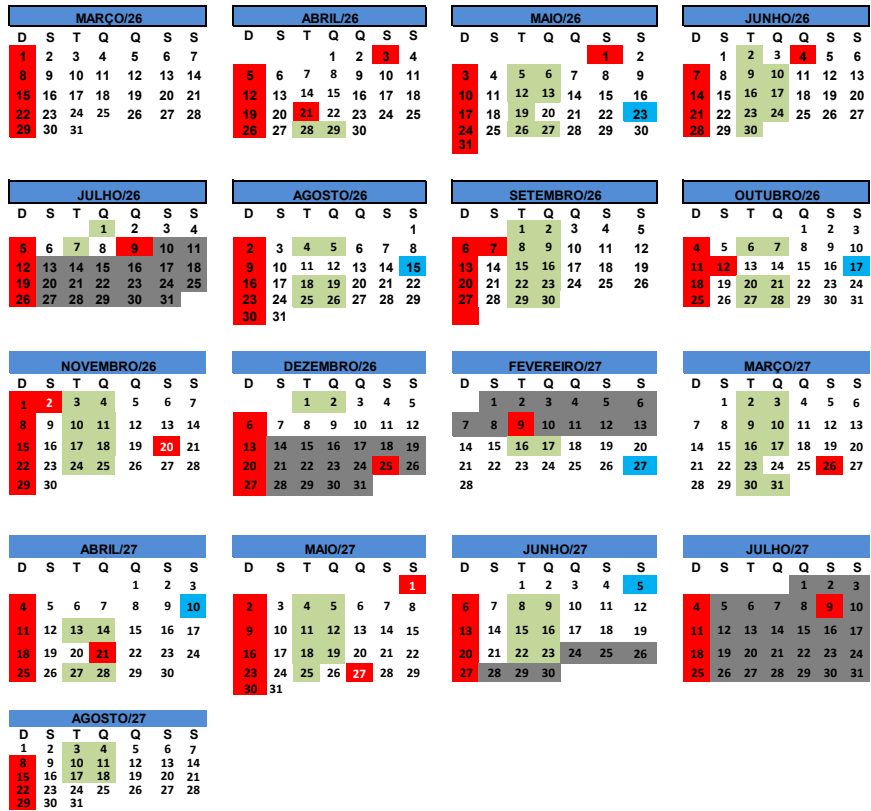 MARÇO/26
D S T Q Q S S
1 2 3 4 5 6 7
8 9 10 11 12 13 14
15 16 17 18 19 20 21
22 23 24 25 26 27 28
29 30 31
ABRIL/26
D S T Q Q S S
1 2 3 4
5 6 7 8 9 10 11
12 13 14 15 16 17 18
19 20 21 22 23 24 25
26 27 28 29 30
MAIO/26
D S T Q Q S S
1 2
3 4 5 6 7 8 9
10 11 12 13 14 15 16
17 18 19 20 21 22 23
24 25 26 27 28 29 30
31
JUNHO/26
D S T Q Q S S
1 2 3 4 5 6
7 8 9 10 11 12 13
14 15 16 17 18 19 20
21 22 23 24 25 26 27
28 29 30
JULHO/26
D S T Q Q S S
1 2 3 4
5 6 7 8 9 10 11
12 13 14 15 16 17 18
19 20 21 22 23 24 25
26 27 28 29 30 31
AGOSTO/26
D S T Q Q S S
1
2 3 4 5 6 7 8
9 10 11 12 13 14 15
16 17 18 19 20 21 22
23 24 25 26 27 28 29
30 31
SETEMBRO/26
D S T Q Q S S
1 2 3 4 5
6 7 8 9 10 11 12
13 14 15 16 17 18 19
20 21 22 23 24 25 26
27 28 29 30
OUTUBRO/26
D S T Q Q S S
1 2 3
4 5 6 7 8 9 10
11 12 13 14 15 16 17
18 19 20 21 22 23 24
25 26 27 28 29 30 31
NOVEMBRO/26
D S T Q Q S S
1 2 3 4 5 6 7
8 9 10 11 12 13 14
15 16 17 18 19 20 21
22 23 24 25 26 27 28
29 30
DEZEMBRO/26
D S T Q Q S S
1 2 3 4 5
6 7 8 9 10 11 12
13 14 15 16 17 18 19
20 21 22 23 24 25 26
27 28 29 30 31
FEVEREIRO/27
D S T Q Q S S
1 2 3 4 5 6
7 8 9 10 11 12 13
14 15 16 17 18 19 20
21 22 23 24 25 26 27
28
MARÇO/27
D S T Q Q S S
1 2 3 4 5 6
7 8 9 10 11 12 13
14 15 16 17 18 19 20
21 22 23 24 25 26 27
28 29 30 31
ABRIL/27
D S T Q Q S S
1 2 3
4 5 6 7 8 9 10
11 12 13 14 15 16 17
18 19 20 21 22 23 24
25 26 27 28 29 30
MAIO/27
D S T Q Q S S
1
2 3 4 5 6 7 8
9 10 11 12 13 14 15
16 17 18 19 20 21 22
23 24 25 26 27 28 29
30 31
JUNHO/27
D S T Q Q S S
1 2 3 4 5
6 7 8 9 10 11 12
13 14 15 16 17 18 19
20 21 22 23 24 25 26
27 28 29 30
JULHO/27
D S T Q Q S S
1 2 3
4 5 6 7 8 9 10
11 12 13 14 15 16 17
18 19 20 21 22 23 24
25 26 27 28 29 30 31
AGOSTO/27
D S T Q Q S S
1 2 3 4 5 6 7
8 9 10 11 12 13 14
15 16 17 18 19 20 21
22 23 24 25 26 27 28
29 30 31